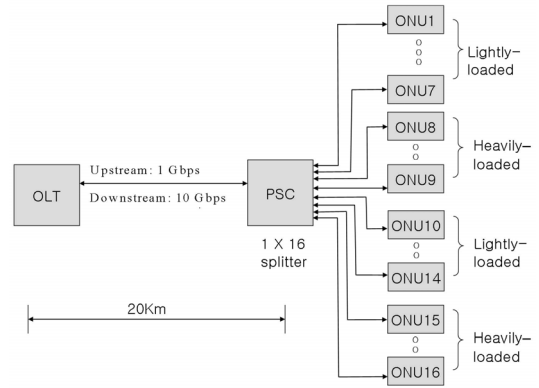 ONU1
Lightly-
loaded
ONU7
ONU8
Heavily-
loaded
ONU9
OLT
Upstream: 1 Gbps
Downstream: 10 Gbps
PSC
1 X 16
splitter
ONU10
Lightly-
loaded
ONU14
20Km
ONU15
Heavily-
loaded
ONU16